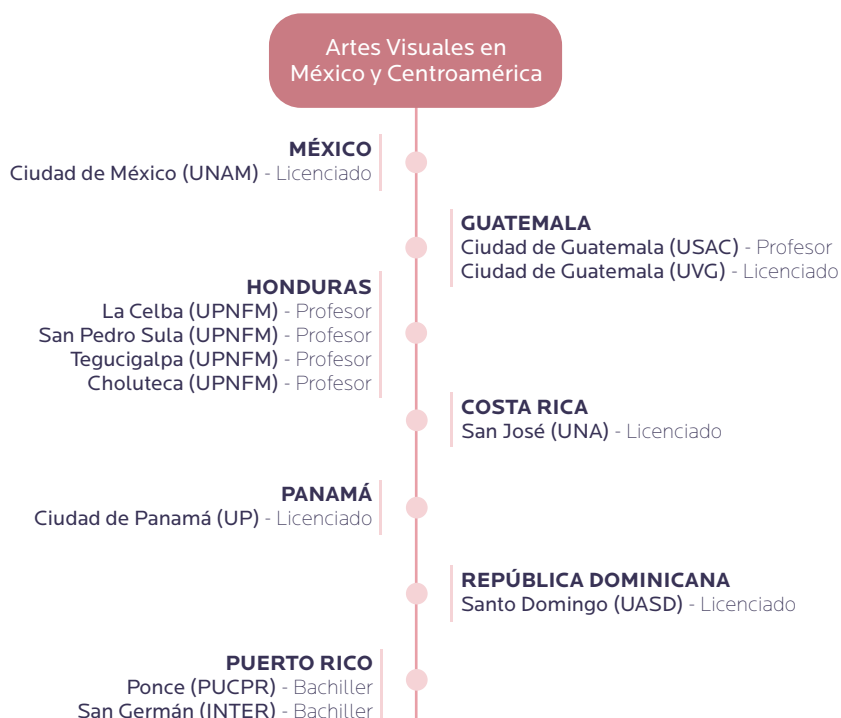 Artes Visuales en
México y Centroamérica
MÉXICO
Ciudad de México (UNAM) - Licenciado
GUATEMALA
Ciudad de Guatemala (USAC) - Profesor
Ciudad de Guatemala (UVG) - Licenciado
HONDURAS
La Celba (UPNFM) - Profesor
San Pedro Sula (UPNFM) - Profesor
Tegucigalpa (UPNFM) - Profesor
Choluteca (UPNFM) - Profesor
COSTA RICA
San José (UNA) - Licenciado
PANAMÁ
Ciudad de Panamá (UP) - Licenciado
REPÚBLICA DOMINICANA
Santo Domingo (UASD) - Licenciado
PUERTO RICO
Ponce (PUCPR) - Bachiller
San Germán (INTER) - Bachiller